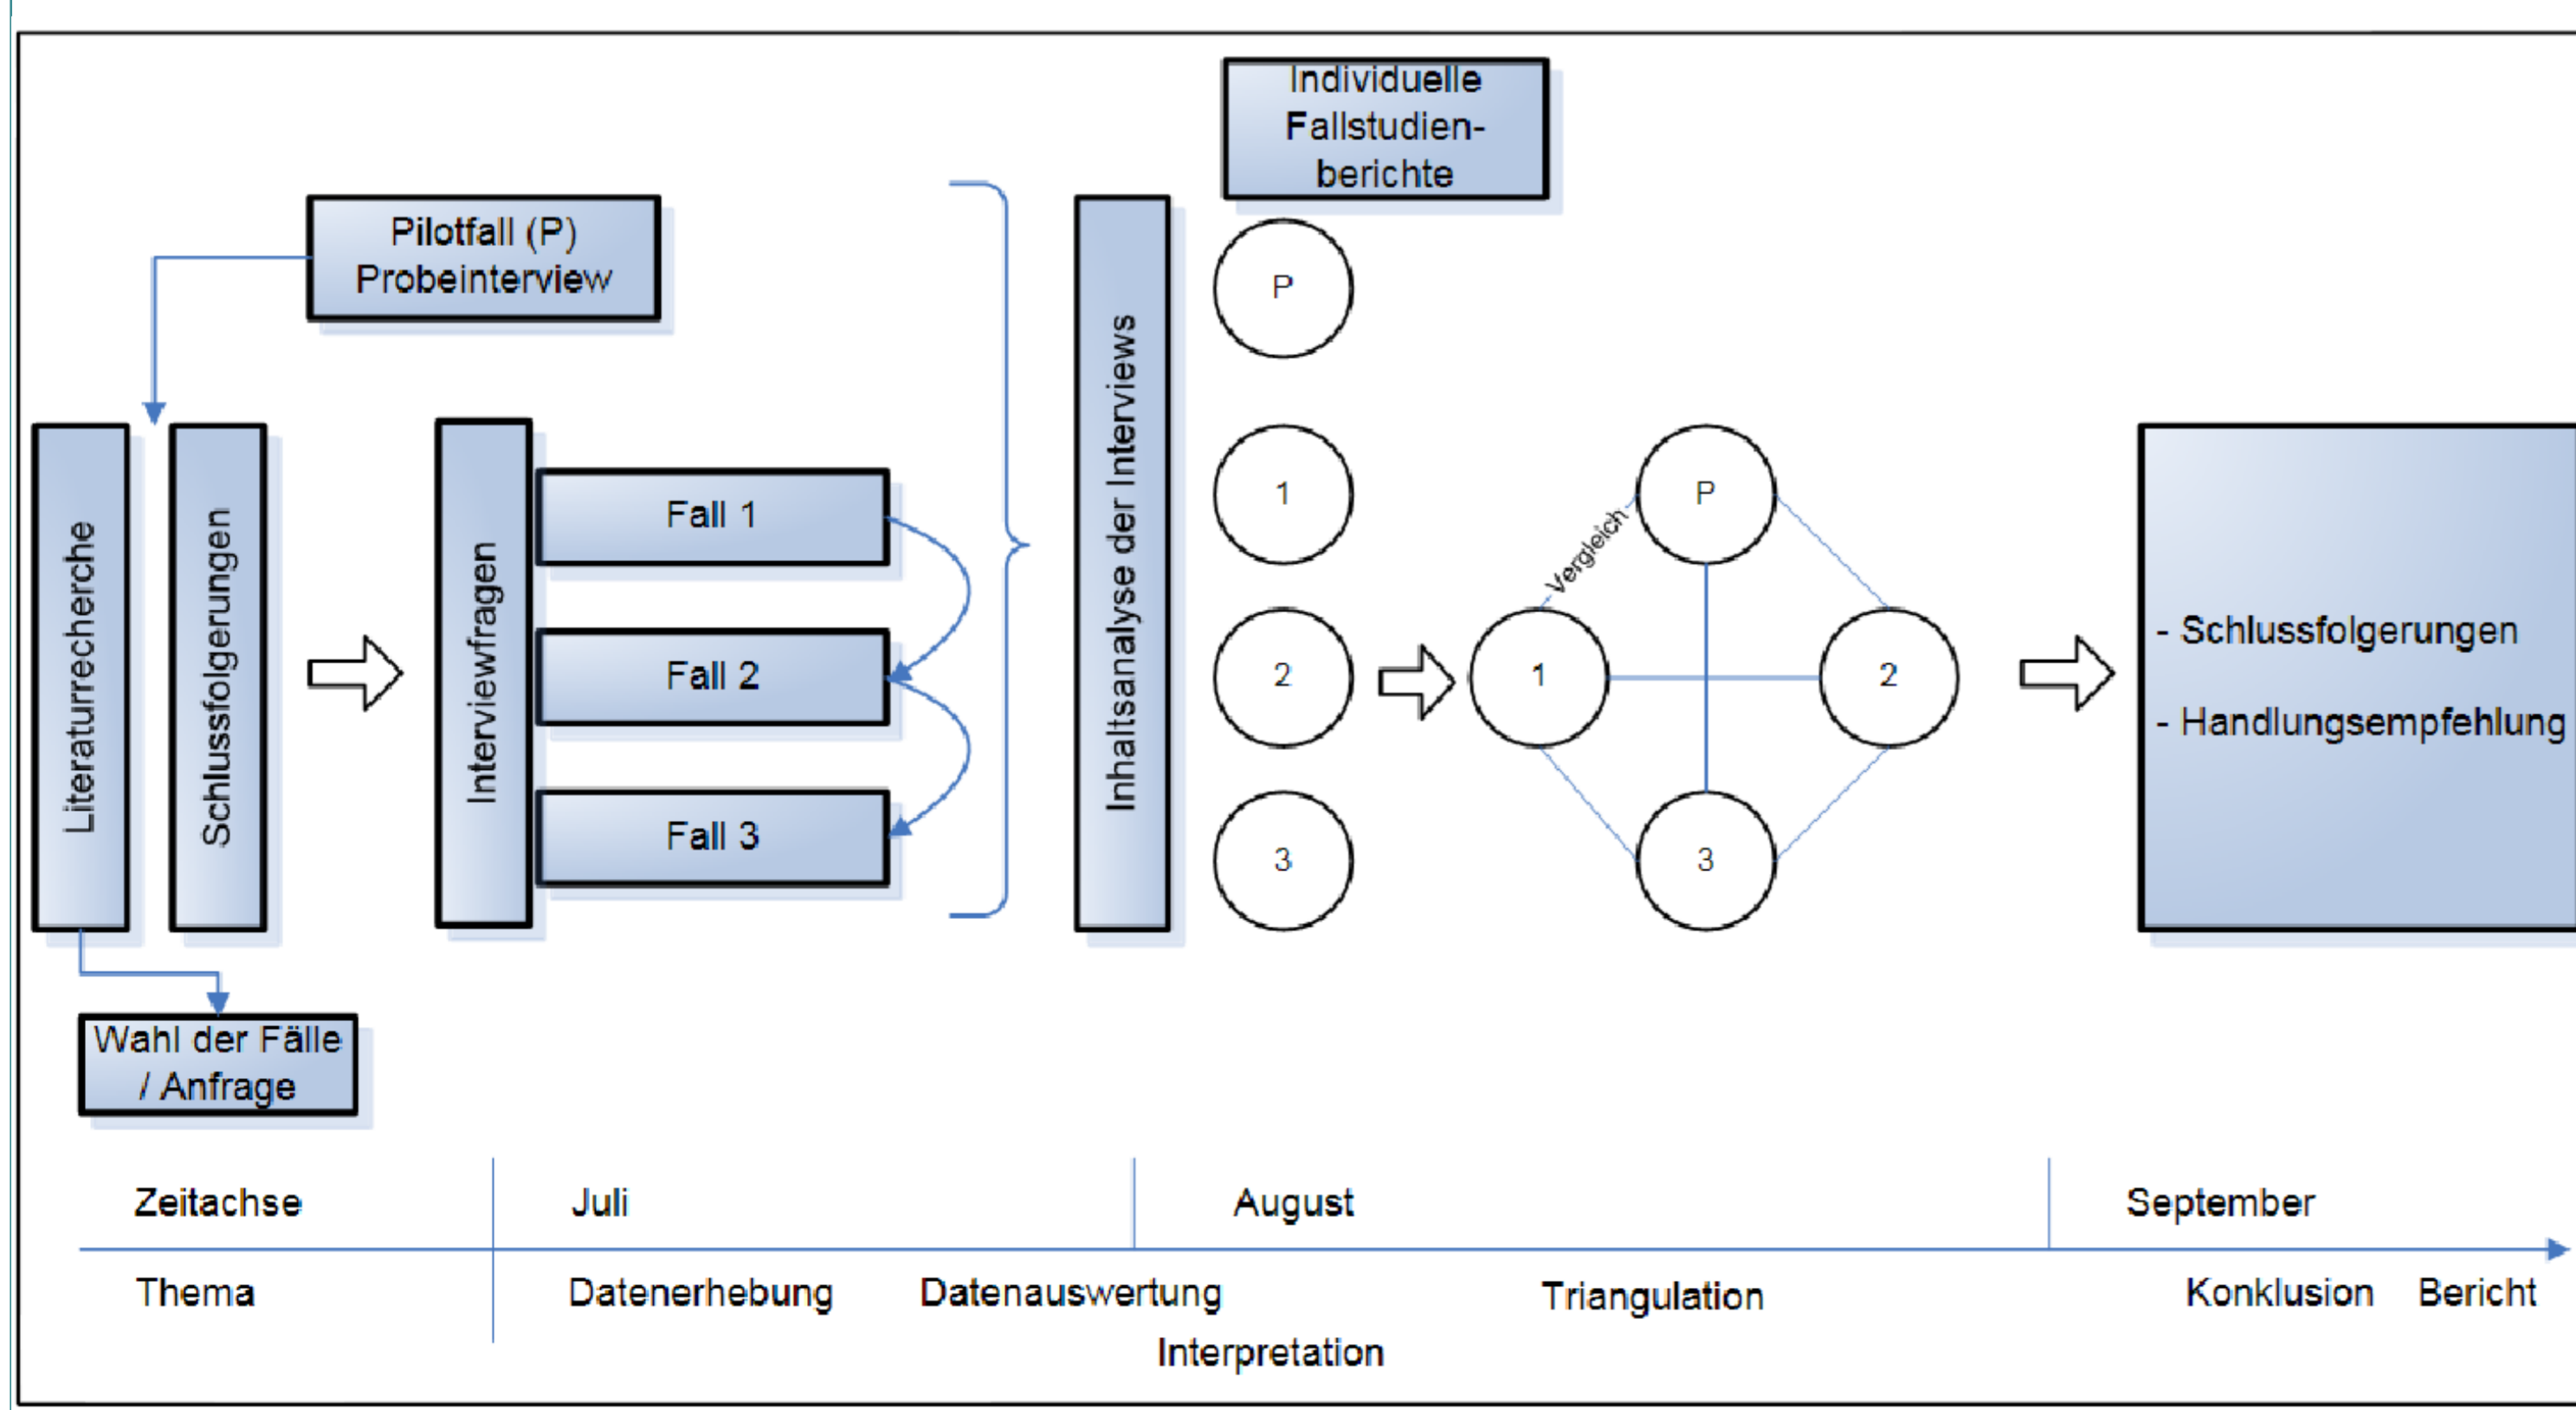 Individuelle
Fallstudien-
berichte
Pilotfall (P)
Probeinterview
Literaturrecherche
Schlussfolgerungen
Interviewfragen
Fall 1
Fall 2
Fall 3
Inhaltsanalyse der Interviews
P
1
2
3
P
Vergleich
1
2
3
- Schlussfolgerungen
- Handlungsempfehlung
Wahl der Fälle
/ Anfrage
Zeitachse
Juli
August
September
Thema
Datenerhebung
Datenauswertung
Triangulation
Konklusion
Bericht
Interpretation